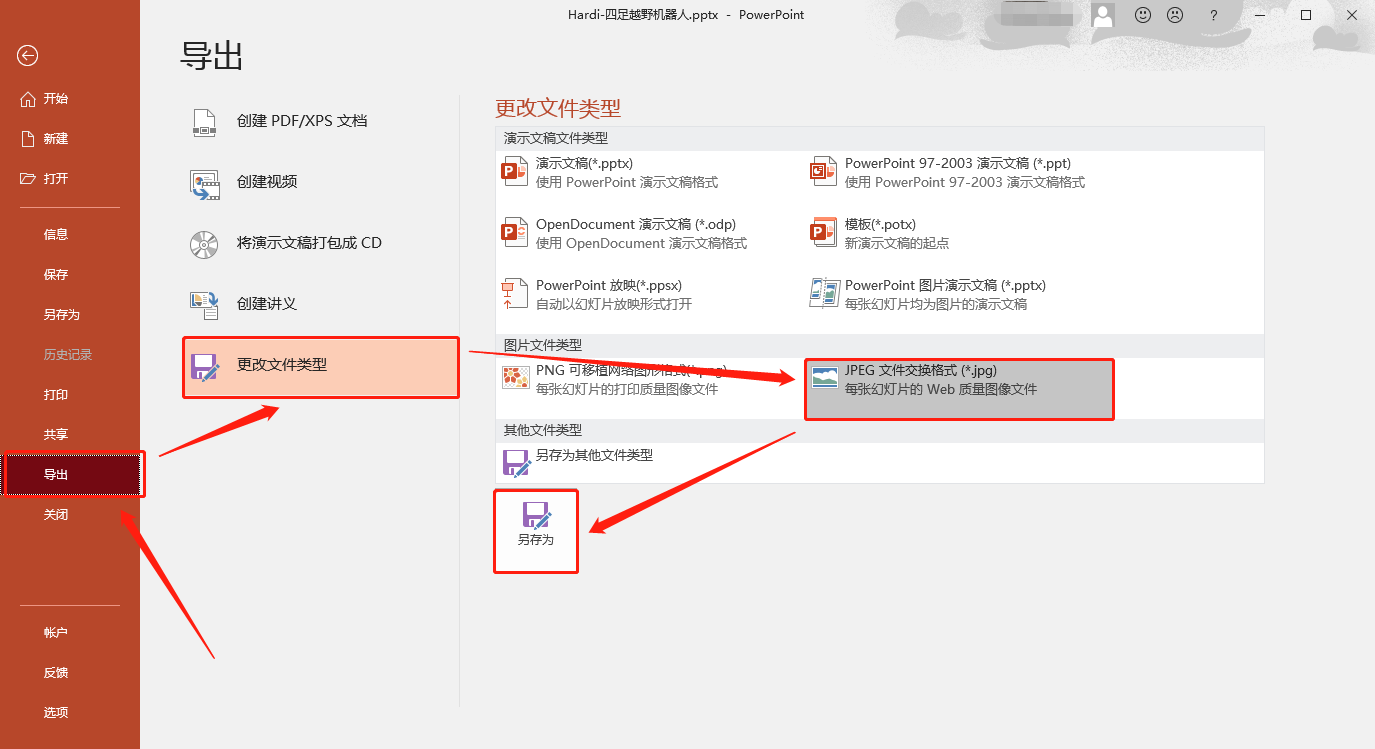 Hardi-四足越野机器人.pptx - PowerPoint
?
开始
新建
打开
信息
保存
另存为
历史记录
打印
共享
导出
关闭
帐户
反馈
选项
导出
创建 PDF/XPS 文档
创建视频
将演示文稿打包成 CD
创建讲义
更改文件类型
更改文件类型
演示文稿文件类型
演示文稿(*.pptx)
使用 PowerPoint 演示文稿格式
PowerPoint 97-2003 演示文稿 (*.ppt)
使用 PowerPoint 97-2003 演示文稿格式
OpenDocument 演示文稿 (*.odp)
使用 OpenDocument 演示文稿格式
模板(*.potx)
新演示文稿的起点
PowerPoint 放映(*.ppsx)
自动以幻灯片放映形式打开
PowerPoint 图片演示文稿 (*.pptx)
每张幻灯片均为图片的演示文稿
图片文件类型
PNG 可移植网络图形格式(*.png)
每张幻灯片的打印质量图像文件
JPEG 文件交换格式 (*.jpg)
每张幻灯片的 Web 质量图像文件
其他文件类型
另存为其他文件类型
另存为